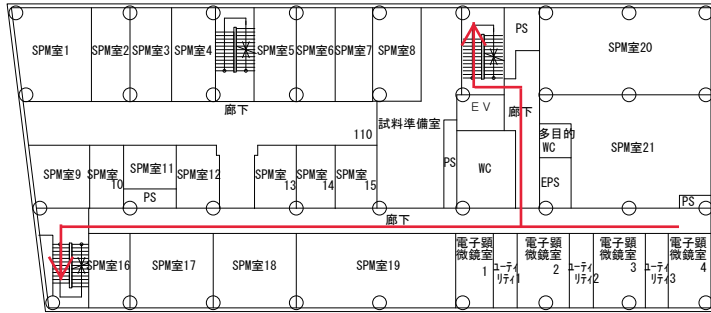 SPM室1
SPM室2
SPM室3
SPM室4
SPM室5
SPM室6
SPM室7
SPM室8
PS
SPM室20
廊下
110
試料準備室
EV
廊下
多目的
WC
SPM室21
SPM室9
SPM室
10
SPM室11
PS
SPM室12
SPM室
13
SPM室
14
SPM室
15
PS
WC
EPS
PS
廊下
SPM室16
SPM室17
SPM室18
SPM室19
電子顕
微鏡室
1
ユーティ
リティ1
電子顕
微鏡室
2
ユーティ
リティ2
電子顕
微鏡室
3
ユーティ
リティ3
電子顕
微鏡室
4